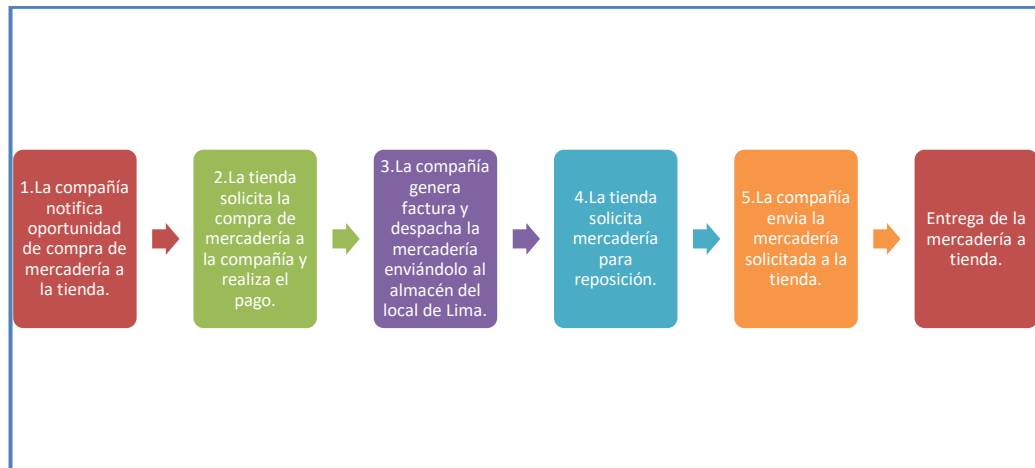 1.La compañía
notifica
oportunidad
de compra de
mercadería a
la tienda.
2.La tienda
solicita la
compra de
mercadería a
la compañía y
realiza el
pago.
3.La compañía
genera
factura y
despacha la
mercadería
enviándolo al
almacén del
local de Lima.
4.La tienda
solicita
mercadería
para
reposición.
5.La compañía
envia la
mercadería
solicitada a la
tienda.
Entrega de la
mercadería a
tienda.